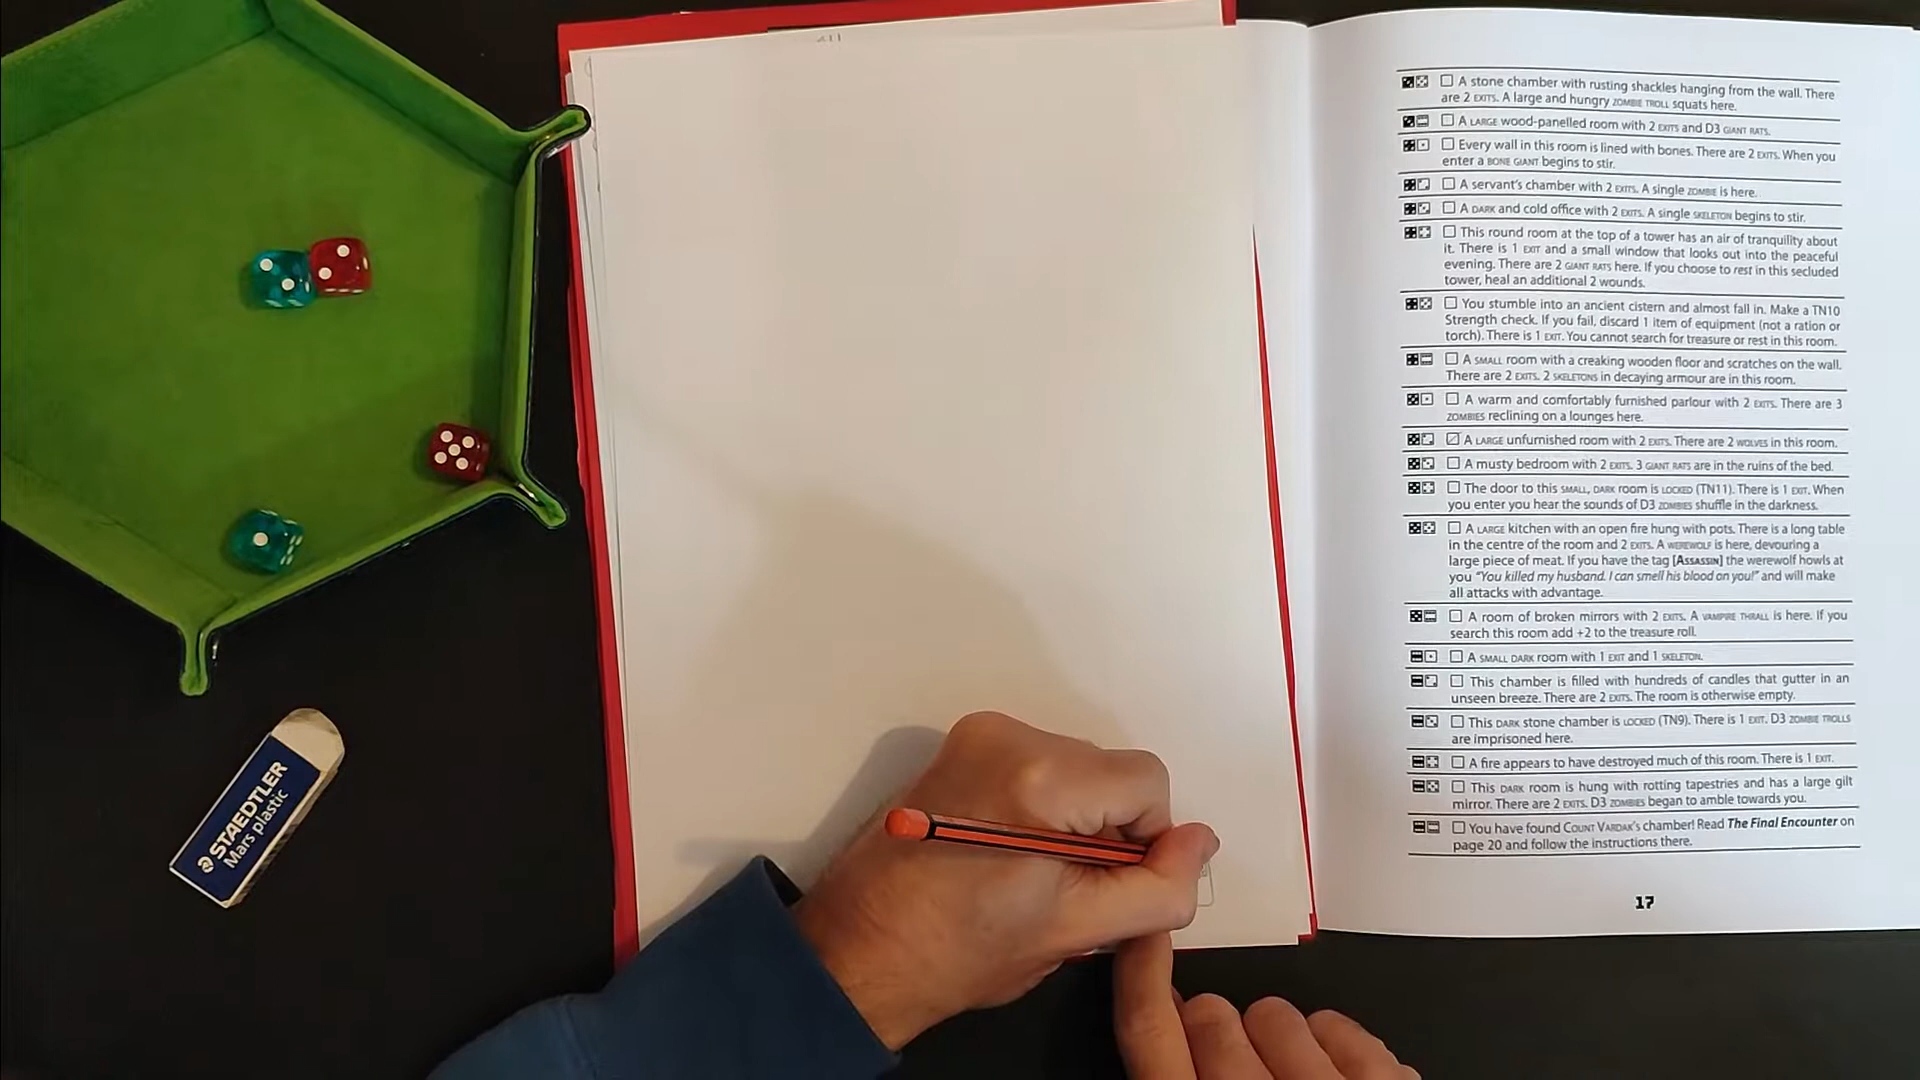 STAEDTLER
Mars plastic
A stone chamber with rusting shackles hanging from the wall. There
are 2 EXITS. A large and hungry ZOMBIE TROLL squats here.
A LARGE wood-panelled room with 2 EXITS and D3 GIANT RATS.
Every wall in this room is lined with bones. There are 2 EXITS. When you
enter a BONE GIANT begins to stir.
A servant's chamber with 2 EXITS. A single ZOMBIE is here.
A DARK and cold office with 2 EXITS. A single SKELETON begins to stir.
This round room at the top of a tower has an air of tranquility about
it. There is 1 EXIT and a small window that looks out into the peaceful
evening. There are 2 GIANT RATS here. If you choose to rest in this secluded
tower, heal an additional 2 wounds.
You stumble into an ancient cistern and almost fall in. Make a TN10
Strength check. If you fail, discard 1 item of equipment (not a ration or
torch). There is 1 EXIT. You cannot search for treasure or rest in this room.
A SMALL room with a creaking wooden floor and scratches on the wall.
There are 2 EXITS. 2 SKELETONS in decaying armour are in this room.
A warm and comfortably furnished parlour with 2 EXITS. There are 3
ZOMBIES reclining on a lounges here.
A LARGE unfurnished room with 2 EXITS. There are 2 WOLVES in this room.
A musty bedroom with 2 EXITS. 3 GIANT RATS are in the ruins of the bed.
The door to this SMALL, DARK room is LOCKED (TN11). There is 1 EXIT. When
you enter you hear the sounds of D3 ZOMBIES shuffle in the darkness.
A LARGE kitchen with an open fire hung with pots. There is a long table
in the centre of the room and 2 EXITS. A WEREWOLF is here, devouring a
large piece of meat. If you have the tag [ASSASSIN] the werewolf howls at
you "You killed my husband. I can smell his blood on you!" and will make
all attacks with advantage.
A room of broken mirrors with 2 EXITS. A VAMPIRE THRALL is here. If you
search this room add +2 to the treasure roll.
A SMALL DARK room with 1 EXIT and 1 SKELETON.
This chamber is filled with hundreds of candles that gutter in an
unseen breeze. There are 2 EXITS. The room is otherwise empty.
This DARK stone chamber is LOCKED (TN9). There is 1 EXIT. D3 ZOMBIE TROLLS
are imprisoned here.
A fire appears to have destroyed much of this room. There is 1 EXIT.
This DARK room is hung with rotting tapestries and has a large gilt
mirror. There are 2 EXITS. D3 ZOMBIES began to amble towards you.
You have found COUNT VARDAK's chamber! Read The Final Encounter on
page 20 and follow the instructions there.
17